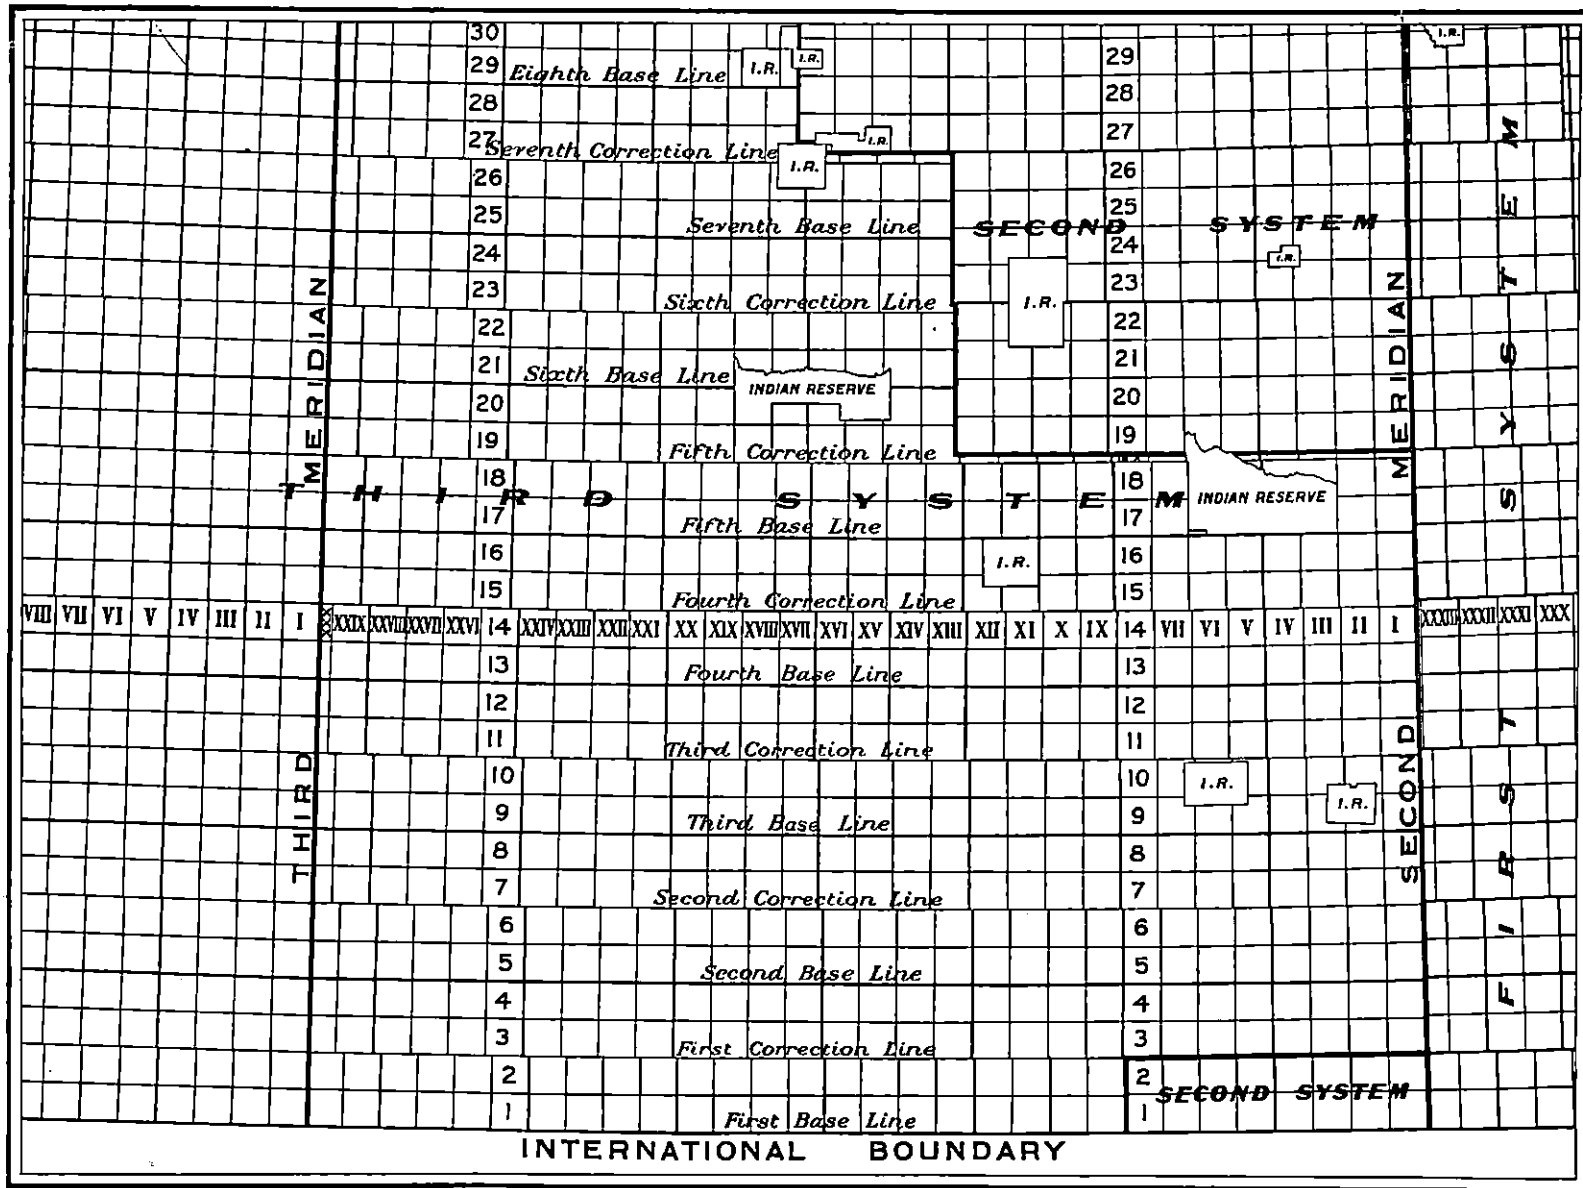 30
29 Eighth Base Line I.R. I.R. 29 I.R.
28 28
27 I.R. 27
Seventh Correction Line I.R.
26 26
25 25
Seventh Base Line SECOND SYSTEM
24 24 I.R.
23 23
Sixth Correction Line I.R.
22 22
21 21
Sixth Base Line INDIAN RESERVE
20 20
19 19
Fifth Correction Line
18 18
THIRD SYSTEM INDIAN RESERVE
17 Fifth Base Line 17
16 I.R. 16
15 15
Fourth Correction Line
VIII VII VI V IV III II I XXX XXIX XXVIII XXVII XXVI 14 XXIV XXIII XXII XXI XX XIX XVIII XVII XVI XV XIV XIII XII XI X IX 14 VII VI V IV III II I XXXIII XXXII XXXI XXX
13 13
Fourth Base Line
12 12
11 11
Third Correction Line
10 10 I.R.
9 9 I.R.
Third Base Line
8 8
7 7
Second Correction Line
6 6
5 5
Second Base Line
4 4
3 3
First Correction Line
2 2
SECOND SYSTEM
1 1
First Base Line
INTERNATIONAL BOUNDARY
THIRD MERIDIAN
SECOND MERIDIAN
FIRST SYSTEM